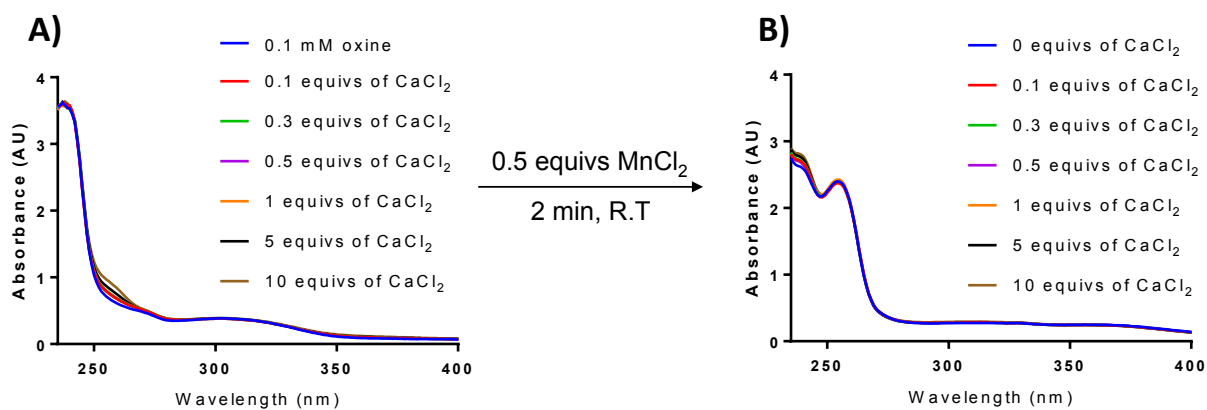 A)
0.1 mM oxine
0.1 equivs of CaCl₂
0.3 equivs of CaCl₂
0.5 equivs of CaCl₂
1 equivs of CaCl₂
5 equivs of CaCl₂
10 equivs of CaCl₂
Absorbance (AU)
4
3
2
1
0
250
300
350
400
Wavelength (nm)
0.5 equivs MnCl₂
2 min, R.T
B)
0 equivs of CaCl₂
0.1 equivs of CaCl₂
0.3 equivs of CaCl₂
0.5 equivs of CaCl₂
1 equivs of CaCl₂
5 equivs of CaCl₂
10 equivs of CaCl₂
Absorbance (AU)
4
3
2
1
0
250
300
350
400
Wavelength (nm)